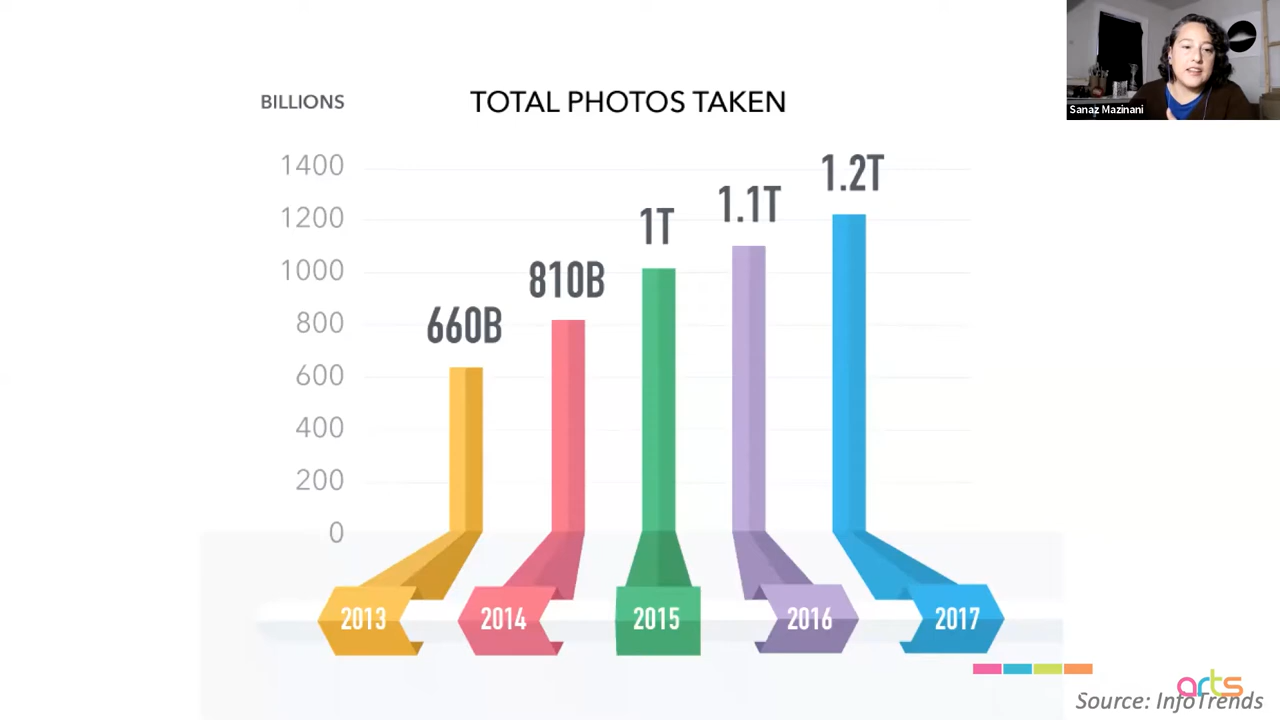 Sanaz Mazinani
BILLIONS
TOTAL PHOTOS TAKEN
1400
1200
1000
800
600
400
200
0
660B
810B
1T
1.1T
1.2T
2013
2014
2015
2016
2017
arts
Source: InfoTrends